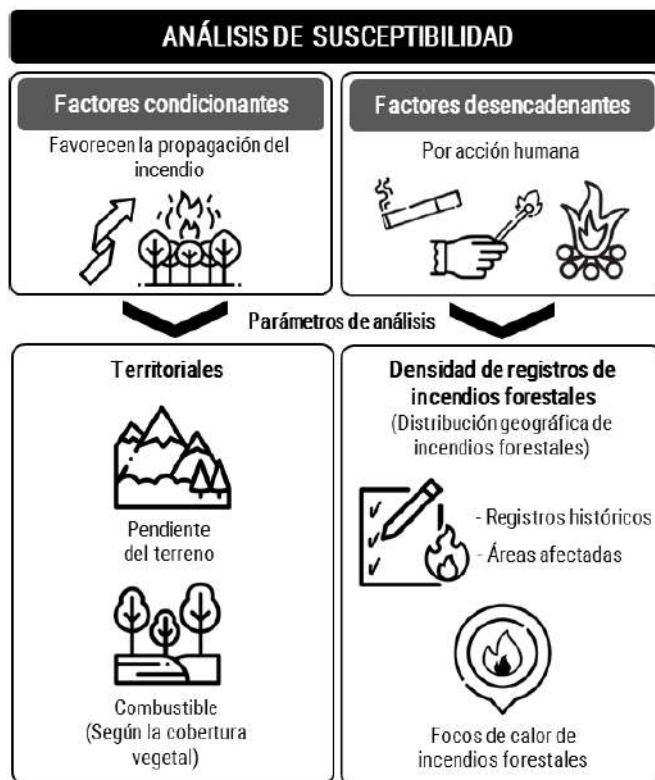 ANÁLISIS DE SUSCEPTIBILIDAD
Factores condicionantes
Favorecen la propagación del
incendio
Factores desencadenantes
Por acción humana
Parámetros de análisis
Territoriales
Pendiente
del terreno
Combustible
(Según la cobertura
vegetal)
Densidad de registros de
incendios forestales
(Distribución geográfica de
incendios forestales)
- Registros históricos
- Áreas afectadas
Focos de calor de
incendios forestales